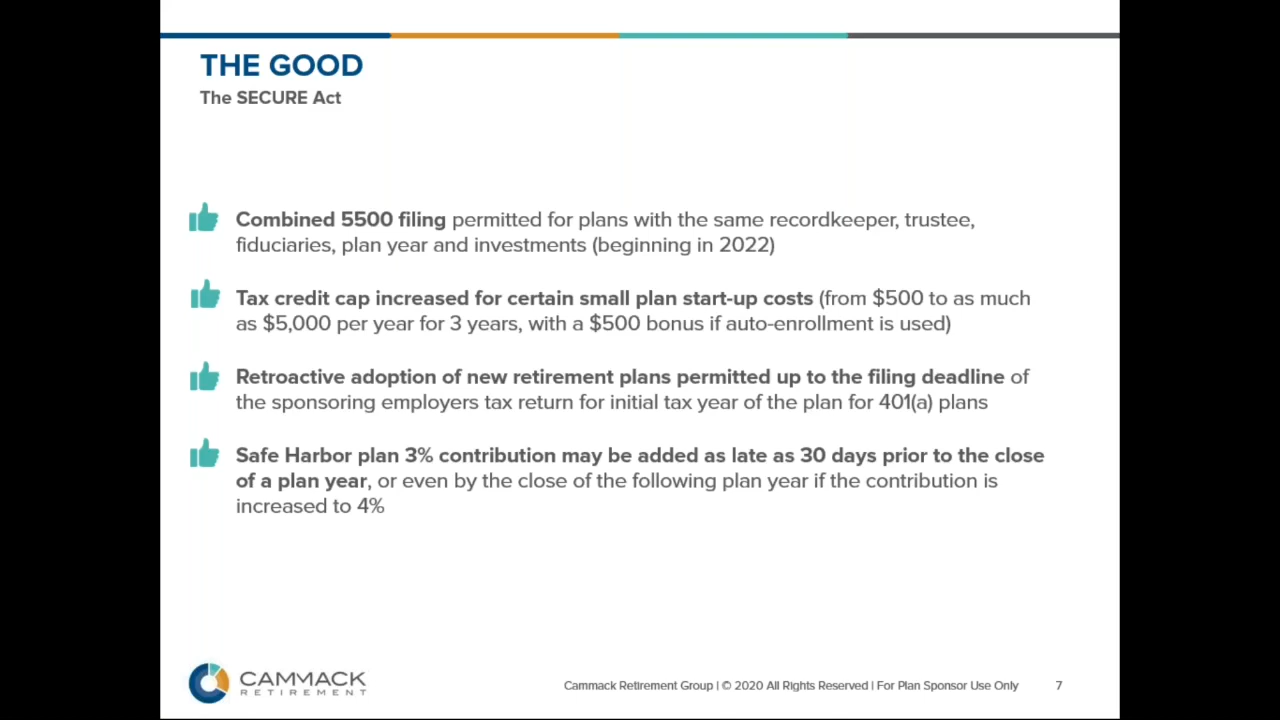 THE GOOD
The SECURE Act
Combined 5500 filing permitted for plans with the same recordkeeper, trustee,
fiduciaries, plan year and investments (beginning in 2022)
Tax credit cap increased for certain small plan start-up costs (from $500 to as much
as $5,000 per year for 3 years, with a $500 bonus if auto-enrollment is used)
Retroactive adoption of new retirement plans permitted up to the filing deadline of
the sponsoring employers tax return for initial tax year of the plan for 401(a) plans
Safe Harbor plan 3% contribution may be added as late as 30 days prior to the close
of a plan year, or even by the close of the following plan year if the contribution is
increased to 4%
CAMMACK
RETIREMENT
Cammack Retirement Group | © 2020 All Rights Reserved | For Plan Sponsor Use Only 7